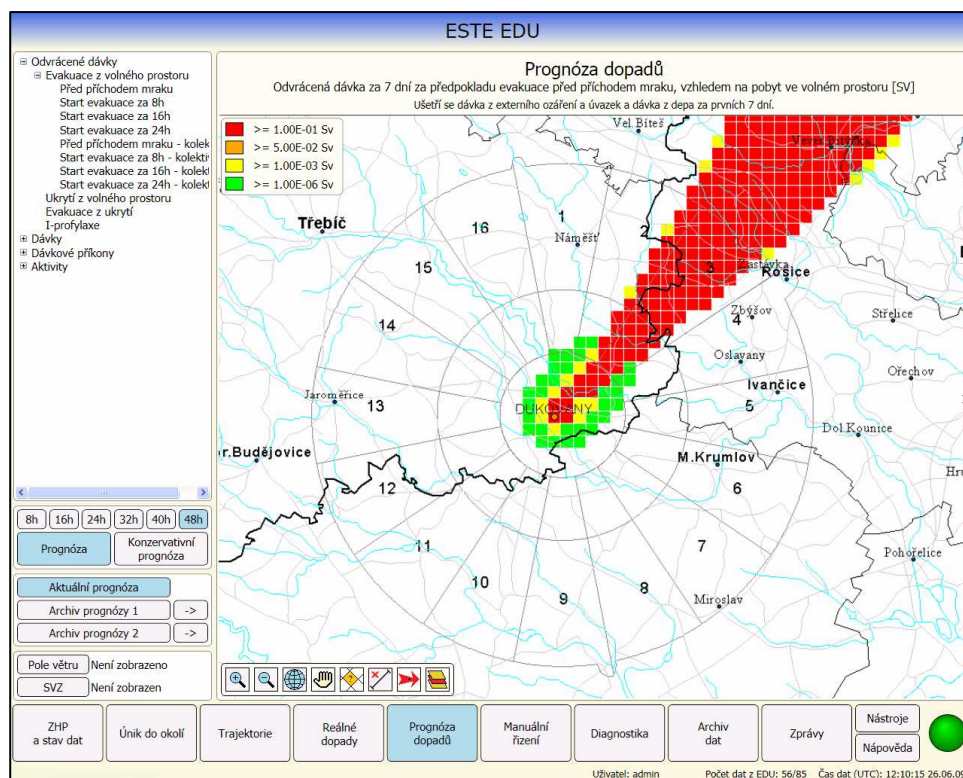 ESTE EDU
Odvrácené dávky
Evakuace z volného prostoru
Před příchodem mraku
Start evakuace za 8h
Start evakuace za 16h
Start evakuace za 24h
Před příchodem mraku - kolek
Start evakuace za 8h - kolektiv
Start evakuace za 16h - kolekt
Start evakuace za 24h - kolekt
Ukrytí z volného prostoru
Evakuace z ukrytí
I-profylaxe
Dávky
Dávkové příkony
Aktivity
8h 16h 24h 32h 40h 48h
Prognóza
Konzervativní
prognóza
Aktuální prognóza
Archiv prognózy 1 ->
Archiv prognózy 2 ->
Pole větru Není zobrazeno
SVZ Není zobrazen
Prognóza dopadů
Odvrácená dávka za 7 dní za předpokladu evakuace před příchodem mraku, vzhledem na pobyt ve volném prostoru [SV]
Ušetří se dávka z externího ozáření a úvazek a dávka z depa za prvních 7 dní.
>= 1.00E-01 Sv
>= 5.00E-02 Sv
>= 1.00E-03 Sv
>= 1.00E-06 Sv
Vel.Bíteš
Třebíč
16
1
2
Náměšť
15
3
Zastávka
Rosice
14
Zbýšov
4
Střelice
Oslavany
Ořechov
Jaroměřice
13
DUKOVANY
Ivančice
5
Dol.Kounice
r.Budějovice
M.Krumlov
12
6
11
7
Pohořelice
10
9
8
Miroslav
ZHP
a stav dat
Únik do okolí
Trajektorie
Reálné
dopady
Prognóza
dopadů
Manuální
řízení
Diagnostika
Archiv
dat
Zprávy
Nástroje
Nápověda
Uživatel: admin Počet dat z EDU: 56/85 Čas dat (UTC): 12:10:15 26.06.09